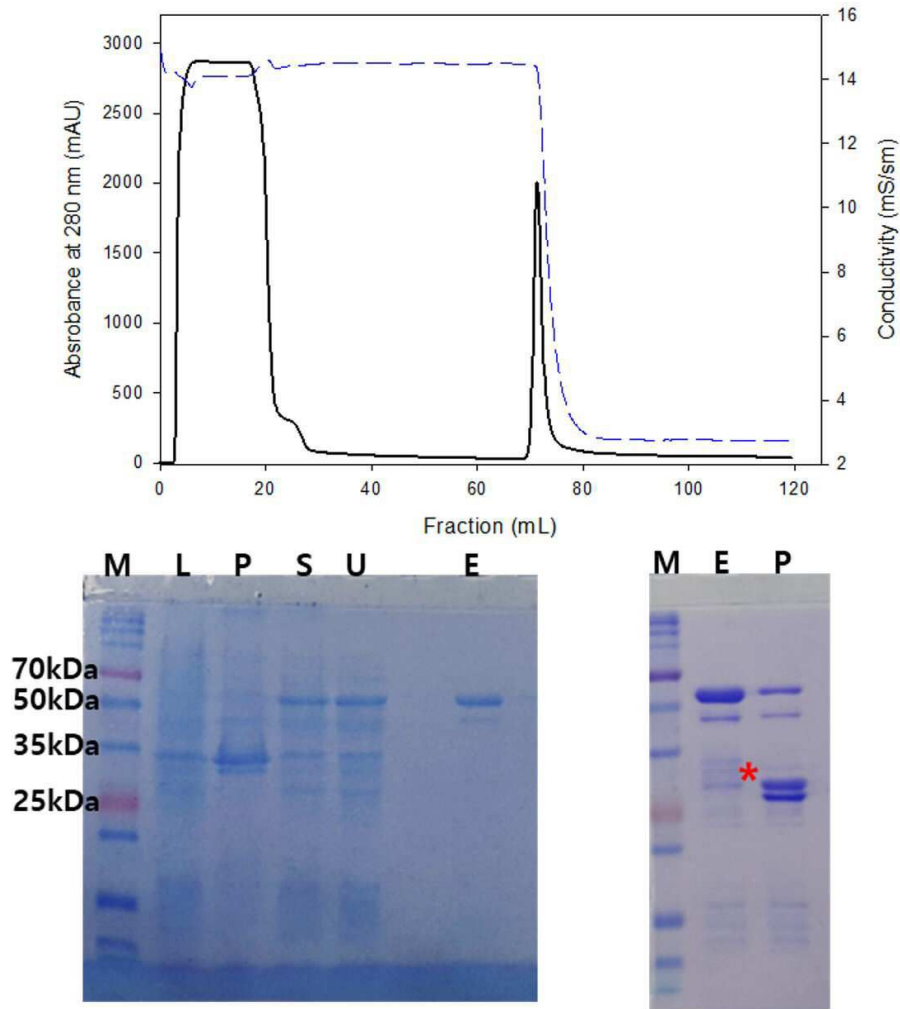 3000
2500
2000
1500
1000
500
0
Absrobance at 280 nm (mAU)
16
14
12
10
8
6
4
2
Conductivity (mS/sm)
0 20 40 60 80 100 120
Fraction (mL)
M L P S U E
70kDa
50kDa
35kDa
25kDa
M E P
*